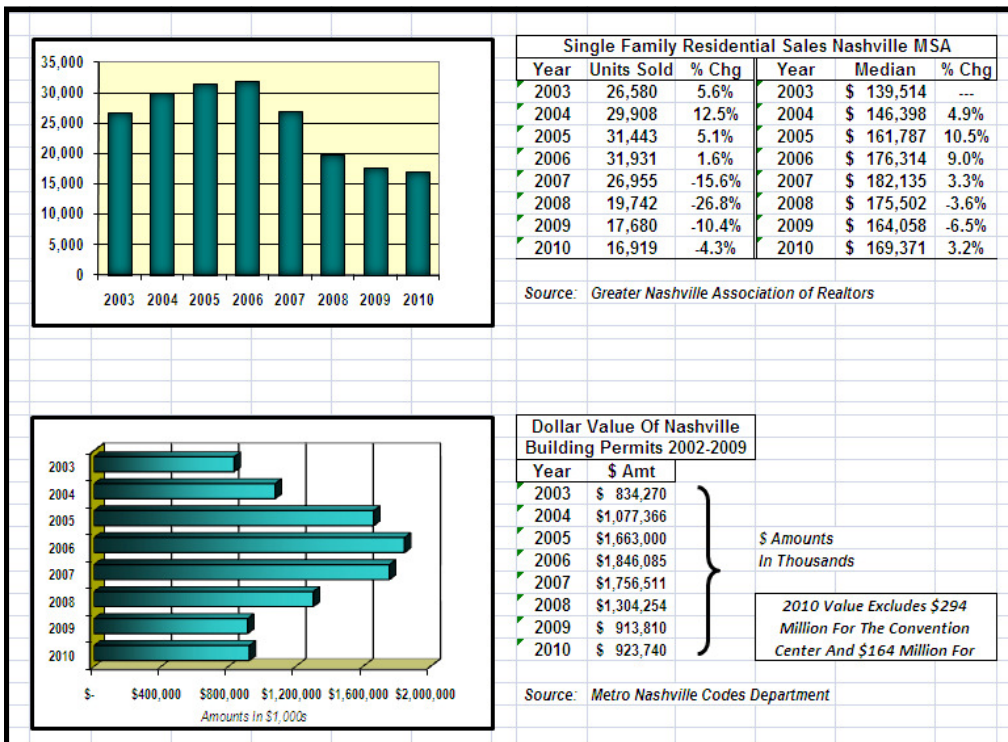 35,000
30,000
25,000
20,000
15,000
10,000
5,000
0
2003 2004 2005 2006 2007 2008 2009 2010
Single Family Residential Sales Nashville MSA
Year Units Sold % Chg Year Median % Chg
2003 26,580 5.6% 2003 $ 139,514 ---
2004 29,908 12.5% 2004 $ 146,398 4.9%
2005 31,443 5.1% 2005 $ 161,787 10.5%
2006 31,931 1.6% 2006 $ 176,314 9.0%
2007 26,955 -15.6% 2007 $ 182,135 3.3%
2008 19,742 -26.8% 2008 $ 175,502 -3.6%
2009 17,680 -10.4% 2009 $ 164,058 -6.5%
2010 16,919 -4.3% 2010 $ 169,371 3.2%
Source: Greater Nashville Association of Realtors
2003
2004
2005
2006
2007
2008
2009
2010
$- $400,000 $800,000 $1,200,000 $1,600,000 $2,000,000
Amounts In $1,000s
Dollar Value Of Nashville
Building Permits 2002-2009
Year $ Amt
2003 $ 834,270
2004 $1,077,366
2005 $1,663,000
2006 $1,846,085
2007 $1,756,511
2008 $1,304,254
2009 $ 913,810
2010 $ 923,740
$ Amounts
In Thousands
2010 Value Excludes $294
Million For The Convention
Center And $164 Million For
Source: Metro Nashville Codes Department